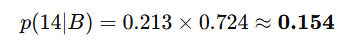 p(14|B) = 0.213 × 0.724 ≈ 0.154